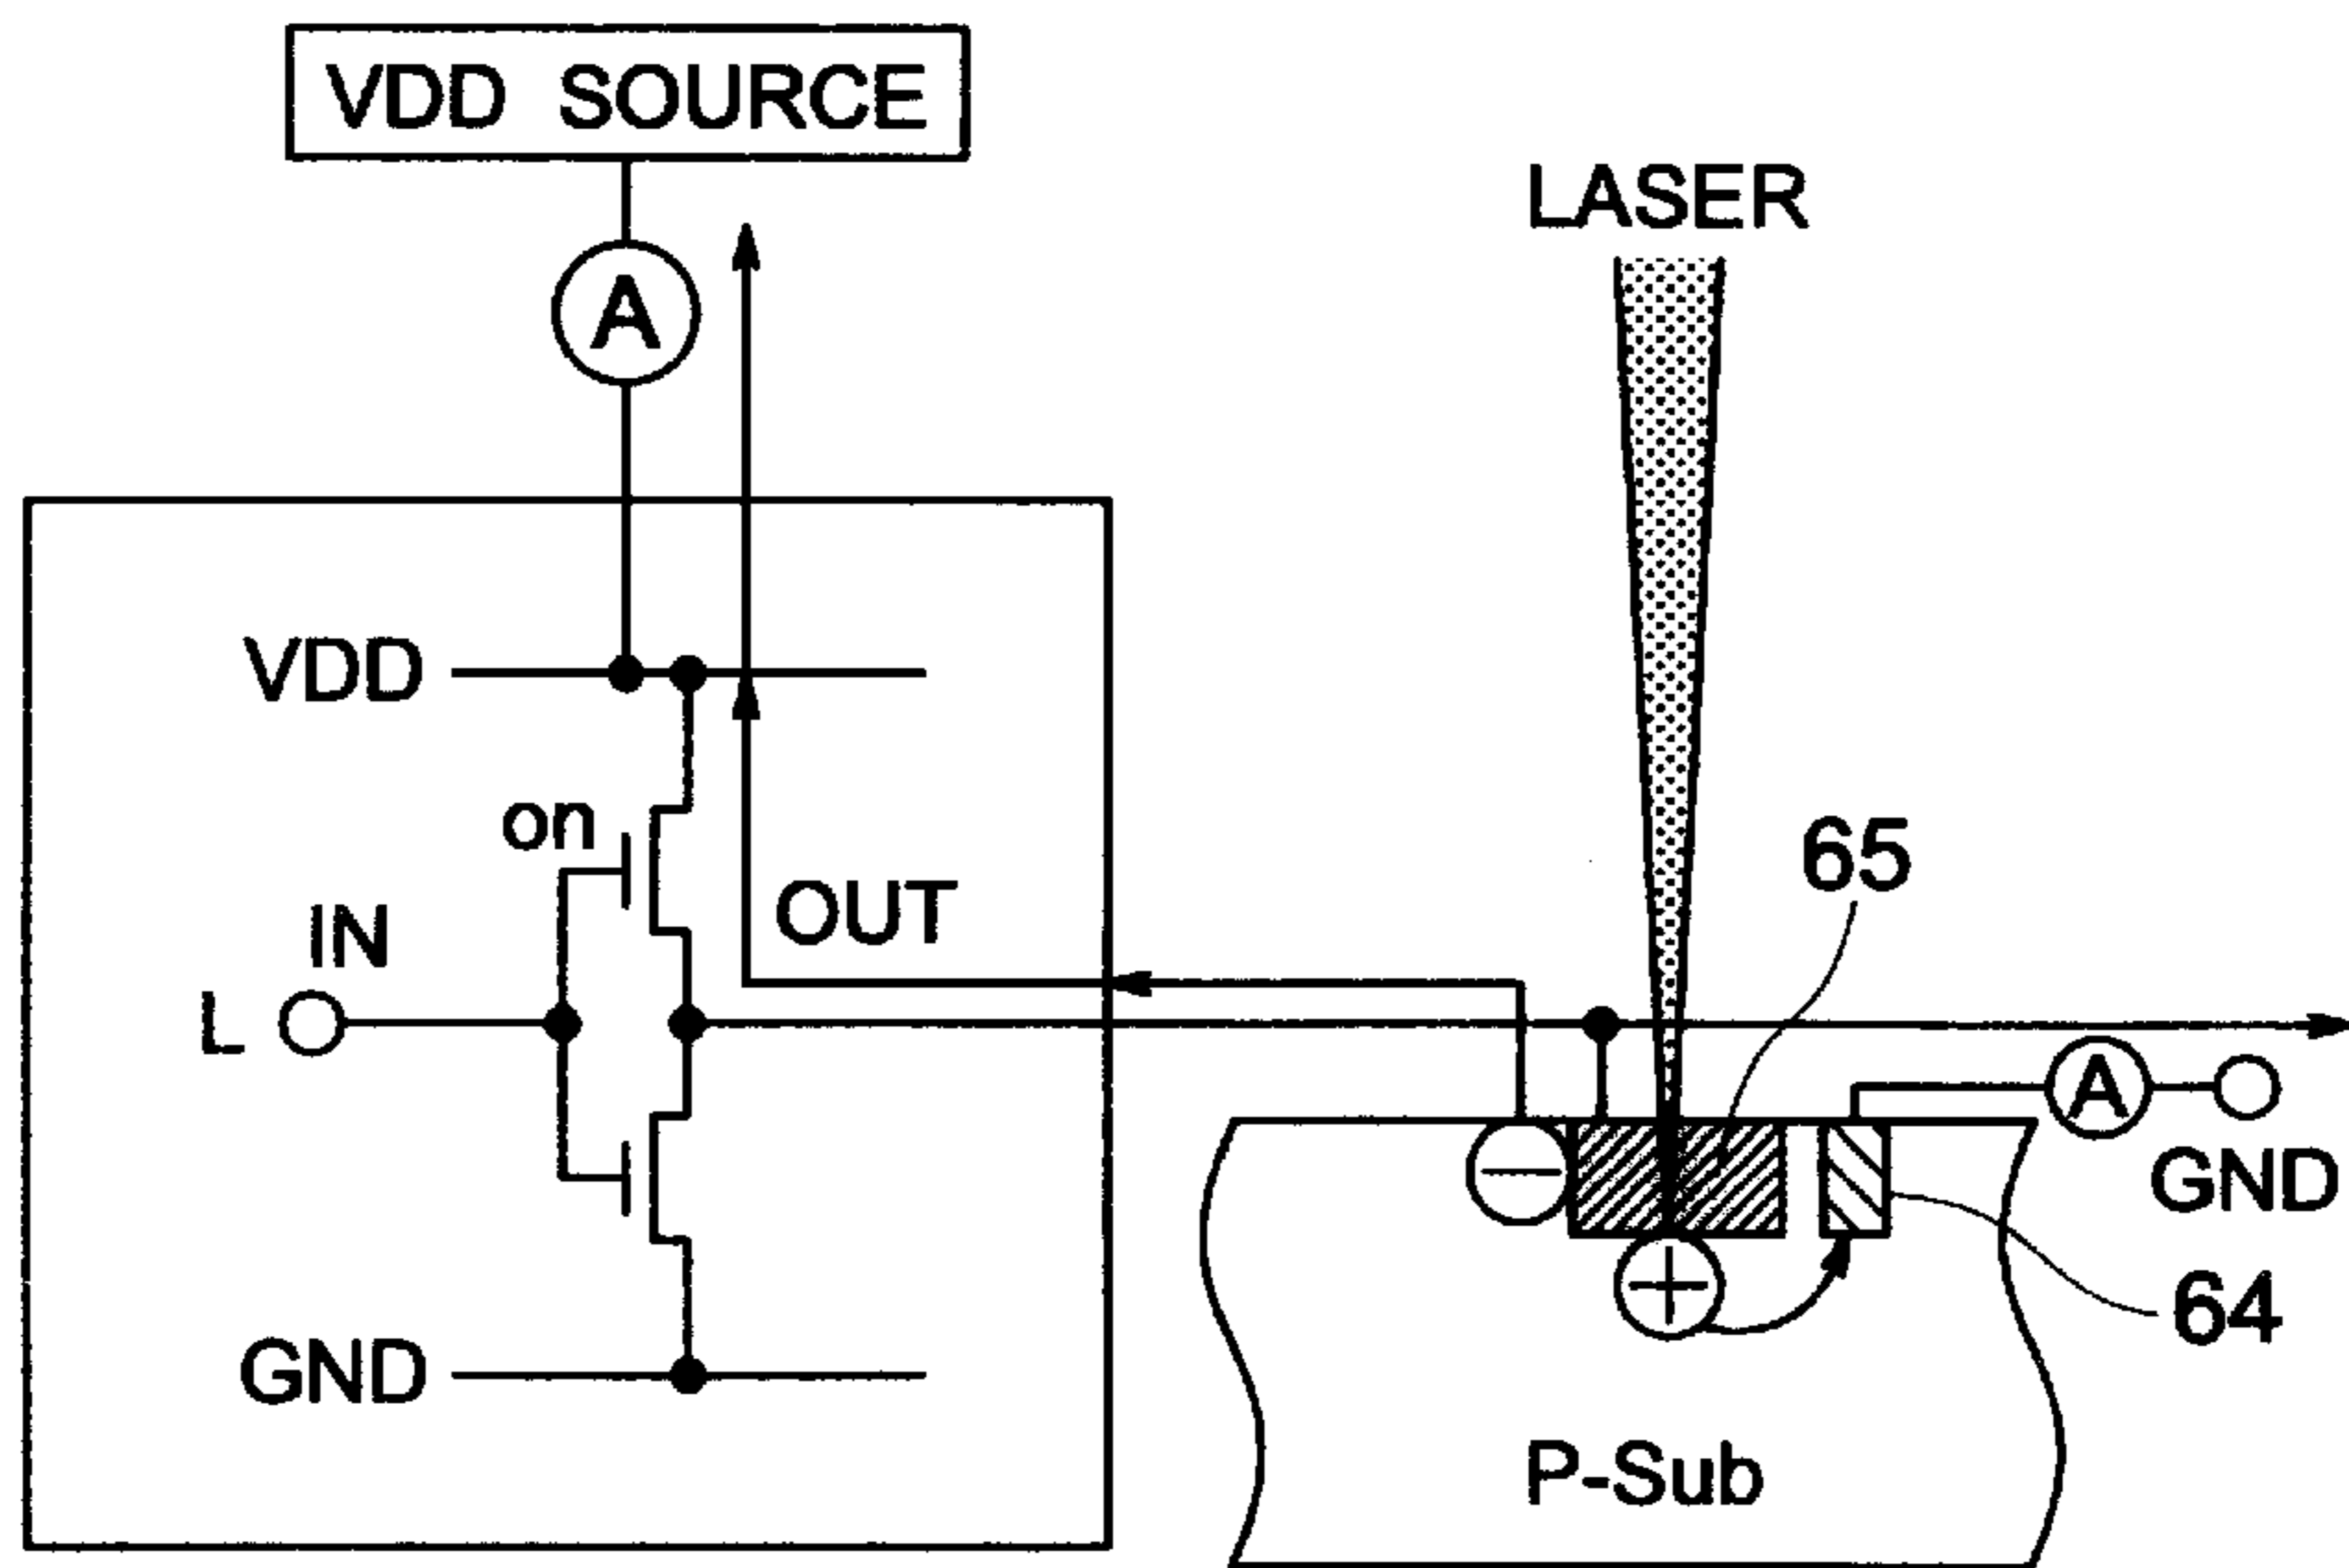 VDD SOURCE
A
LASER
VDD
on
OUT
65
IN
L
A
GND
−
+
64
GND
P-Sub